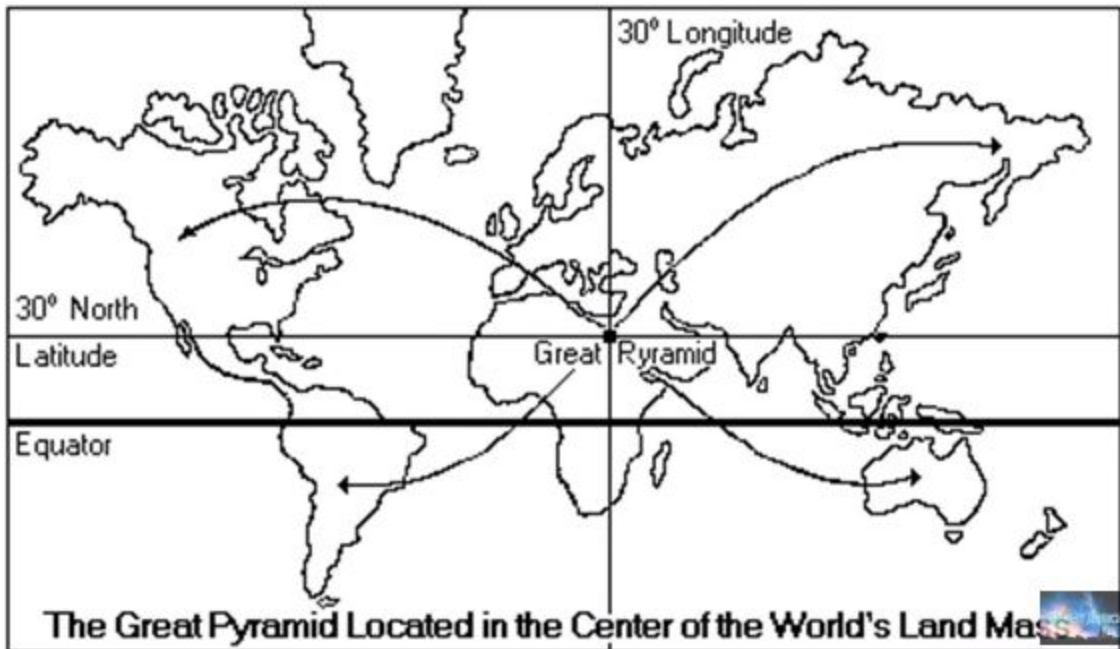 30° Longitude
30° North
Latitude
Great Pyramid
Equator
The Great Pyramid Located in the Center of the World's Land Mass